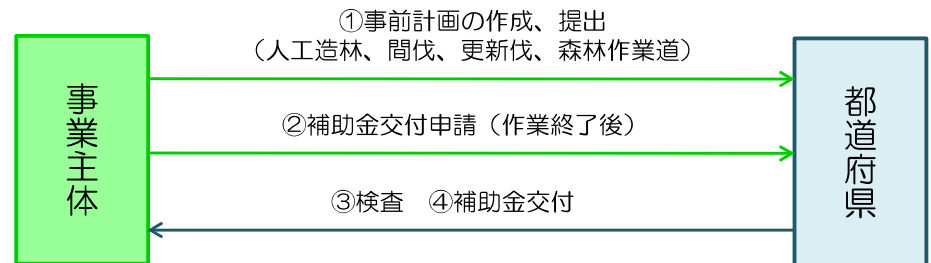 ①事前計画の作成、提出
（人工造林、間伐、更新伐、森林作業道）
事業主体
②補助金交付申請（作業終了後）
③検査　④補助金交付
都道府県